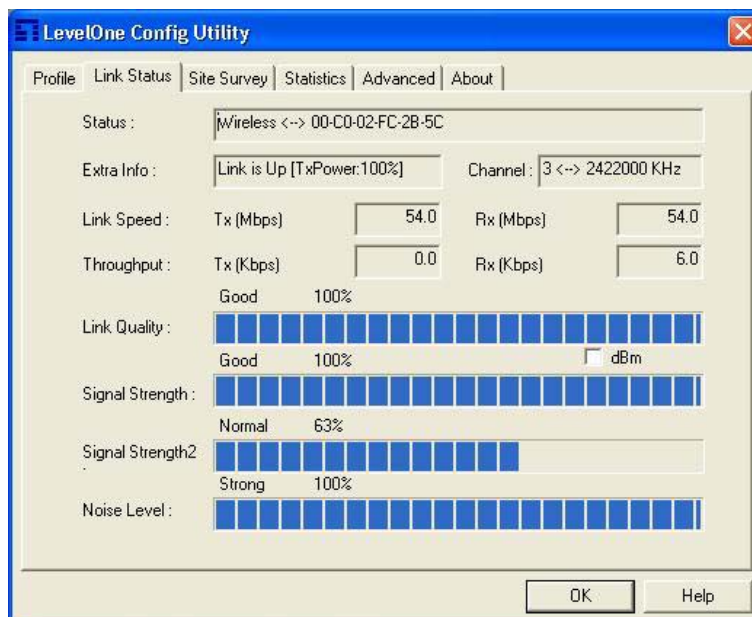 LevelOne Config Utility
Profile Link Status Site Survey Statistics Advanced About
Status : iWireless <--> 00-C0-02-FC-2B-5C
Extra Info : Link is Up [TxPower:100%] Channel : 3 <--> 2422000 KHz
Link Speed : Tx (Mbps) 54.0 Rx (Mbps) 54.0
Throughput : Tx (Kbps) 0.0 Rx (Kbps) 6.0
Good 100%
Link Quality :
Good 100% dBm
Signal Strength :
Normal 63%
Signal Strength2
:
Strong 100%
Noise Level :
OK Help